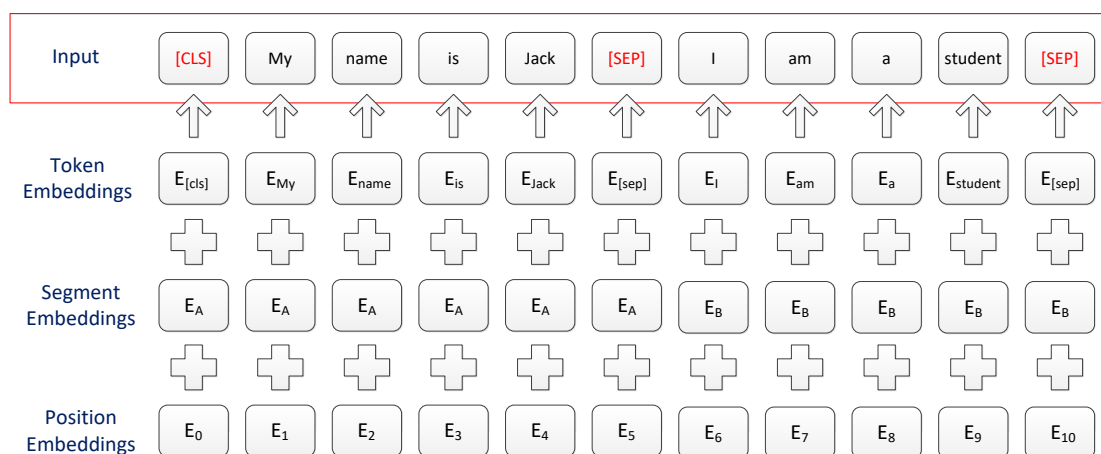 Input [CLS] My name is Jack [SEP] I am a student [SEP]
Token
Embeddings
E[cls] EMy Ename Eis EJack E[sep] EI Eam Ea Estudent E[sep]
Segment
Embeddings
EA EA EA EA EA EA EB EB EB EB EB
Position
Embeddings
E0 E1 E2 E3 E4 E5 E6 E7 E8 E9 E10